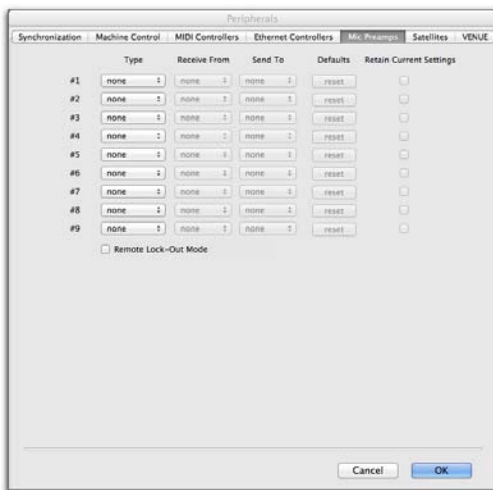 Peripherals
Synchronization Machine Control MIDI Controllers Ethernet Controllers Mic Preamps Satellites VENUE
Type Receive From Send To Defaults Retain Current Settings
#1 none none none reset
#2 none none none reset
#3 none none none reset
#4 none none none reset
#5 none none none reset
#6 none none none reset
#7 none none none reset
#8 none none none reset
#9 none none none reset
Remote Lock-Out Mode
Cancel OK